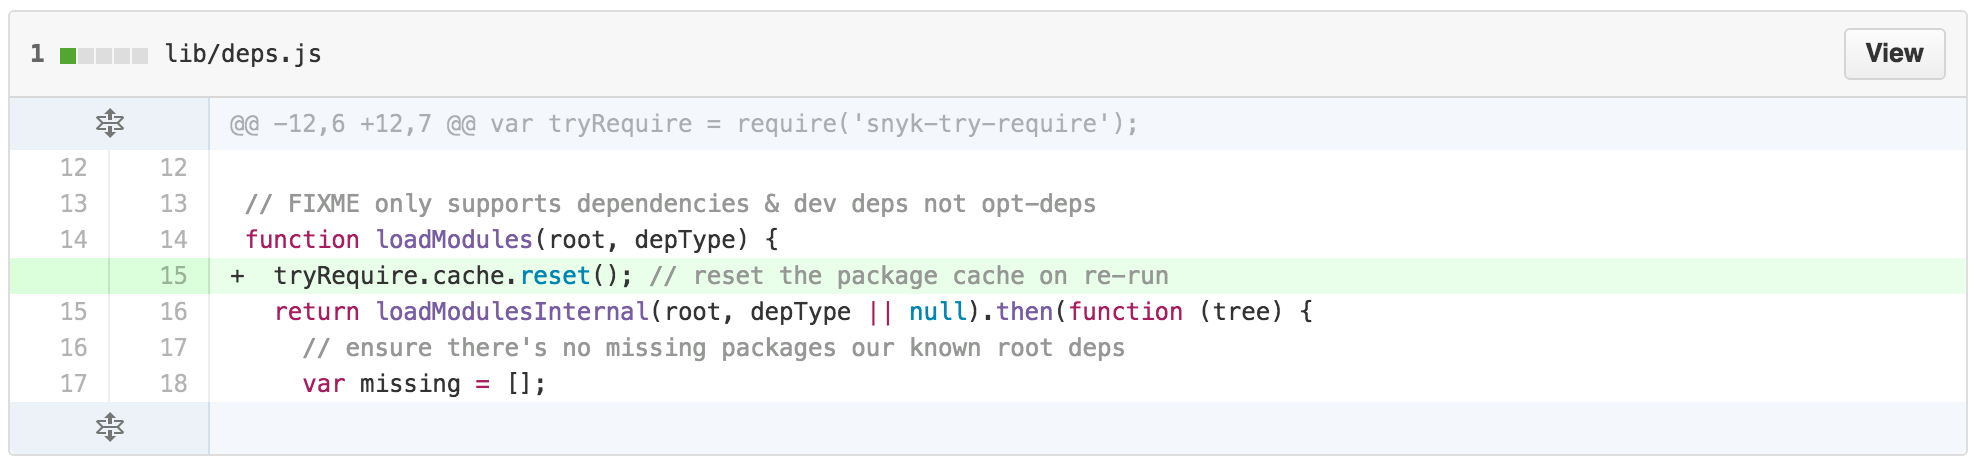 1 lib/deps.js View
@@ -12,6 +12,7 @@ var tryRequire = require('snyk-try-require');
12 12
13 13 // FIXME only supports dependencies & dev deps not opt-deps
14 14 function loadModules(root, depType) {
15 + tryRequire.cache.reset(); // reset the package cache on re-run
15 16 return loadModulesInternal(root, depType || null).then(function (tree) {
16 17 // ensure there's no missing packages our known root deps
17 18 var missing = [];